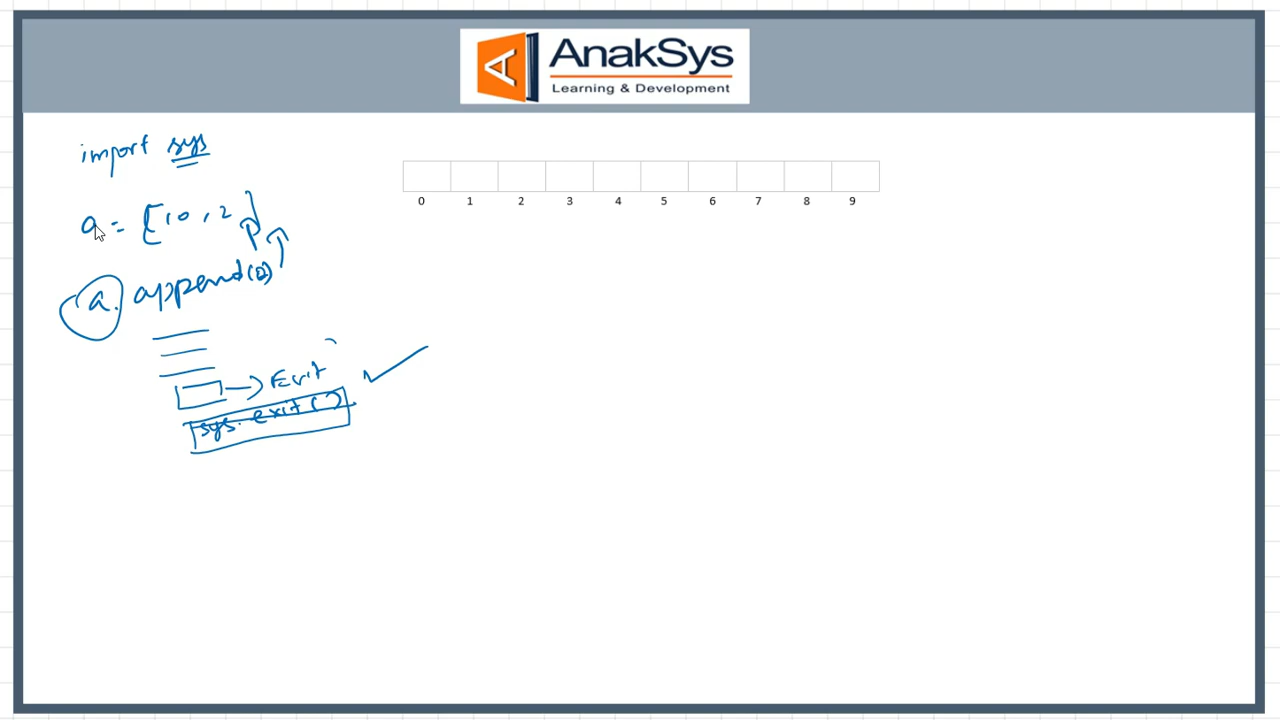 AnakSys
Learning & Development
import sys
a = [10, 2]
a. append(2)
Exit
sys. exit( )
0 1 2 3 4 5 6 7 8 9